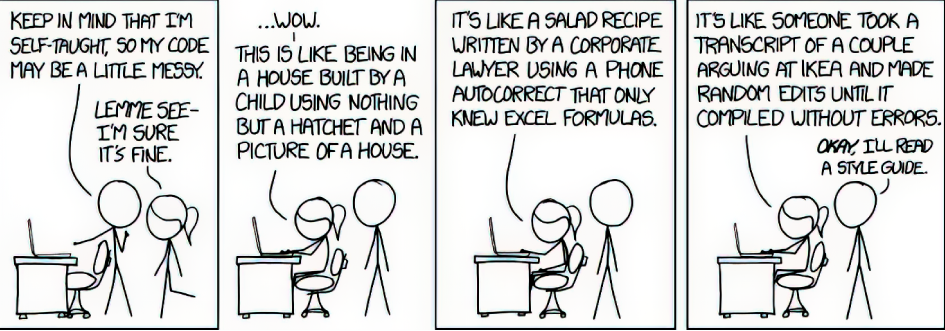 KEEP IN MIND THAT I'M
SELF-TAUGHT, SO MY CODE
MAY BE A LITTLE MESSY.
LEMME SEE-
I'M SURE
IT'S FINE.
...WOW.
THIS IS LIKE BEING IN
A HOUSE BUILT BY A
CHILD USING NOTHING
BUT A HATCHET AND A
PICTURE OF A HOUSE.
IT'S LIKE A SALAD RECIPE
WRITTEN BY A CORPORATE
LAWYER USING A PHONE
AUTOCORRECT THAT ONLY
KNEW EXCEL FORMULAS.
IT'S LIKE SOMEONE TOOK A
TRANSCRIPT OF A COUPLE
ARGUING AT IKEA AND MADE
RANDOM EDITS UNTIL IT
COMPILED WITHOUT ERRORS.
OKAY, I'LL READ
A STYLE GUIDE.